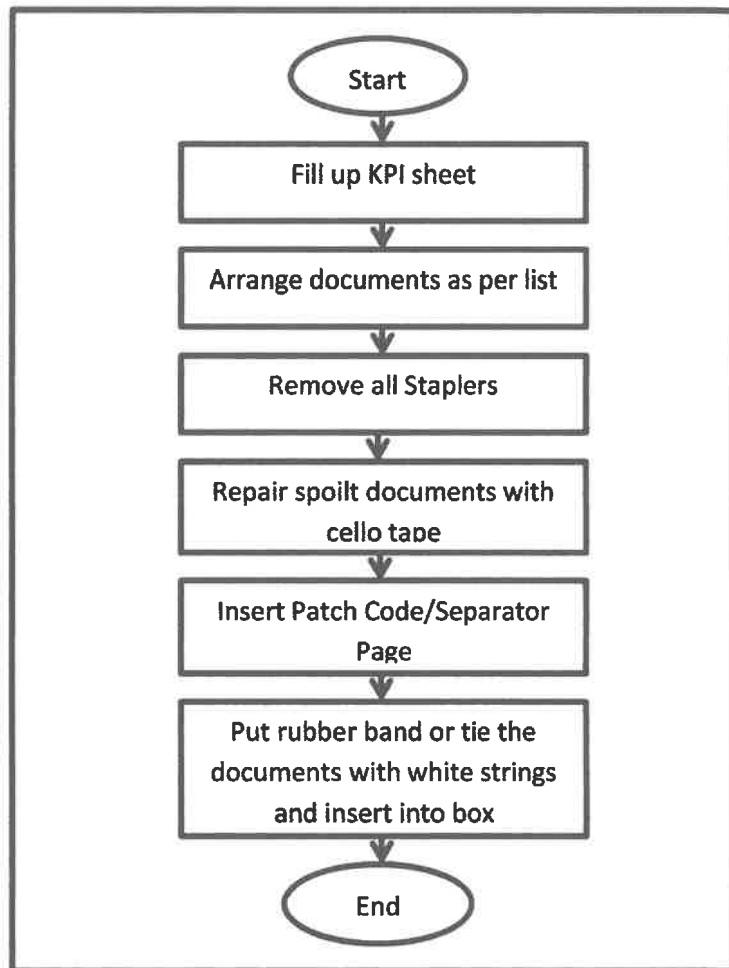 Start
Fill up KPI sheet
Arrange documents as per list
Remove all Staplers
Repair spoilt documents with
cello tape
Insert Patch Code/Separator
Page
Put rubber band or tie the
documents with white strings
and insert into box
End